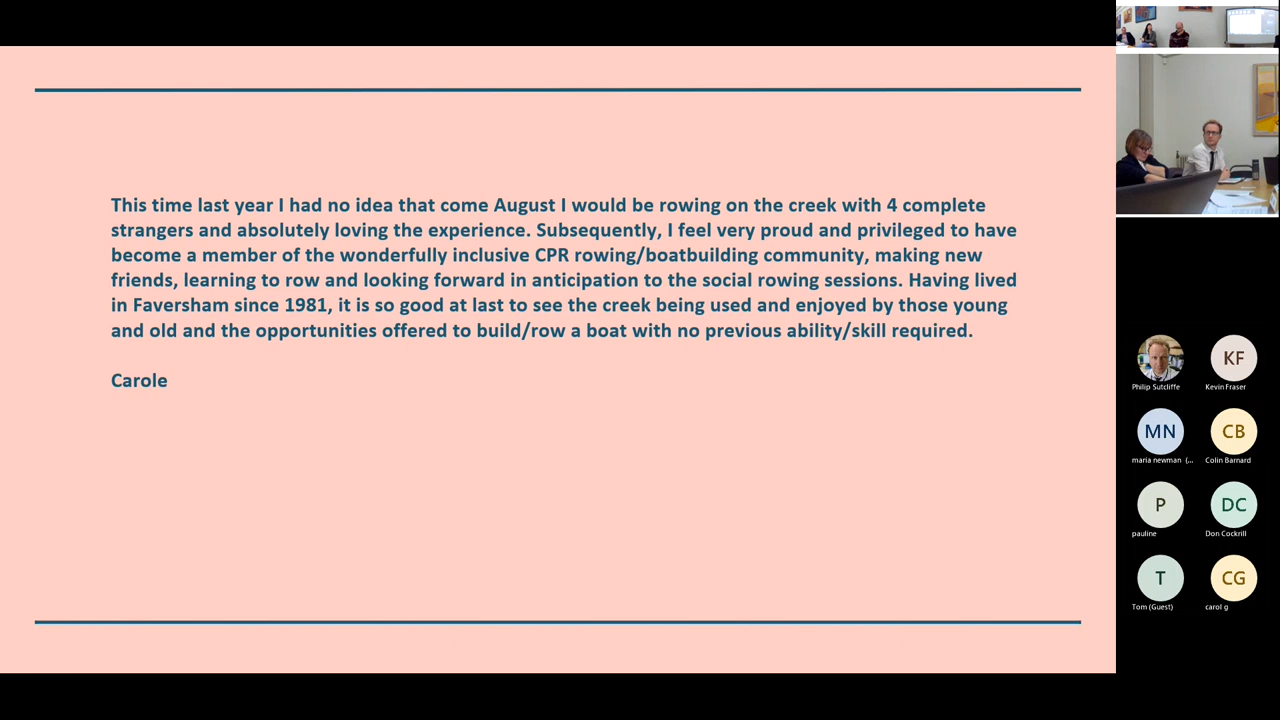 This time last year I had no idea that come August I would be rowing on the creek with 4 complete
strangers and absolutely loving the experience. Subsequently, I feel very proud and privileged to have
become a member of the wonderfully inclusive CPR rowing/boatbuilding community, making new
friends, learning to row and looking forward in anticipation to the social rowing sessions. Having lived
in Faversham since 1981, it is so good at last to see the creek being used and enjoyed by those young
and old and the opportunities offered to build/row a boat with no previous ability/skill required.
Carole
KF
Philip Sutcliffe
Kevin Fraser
MN
CB
maria newman (...
Colin Barnard
P
DC
pauline
Don Cockrill
T
CG
Tom (Guest)
carol g